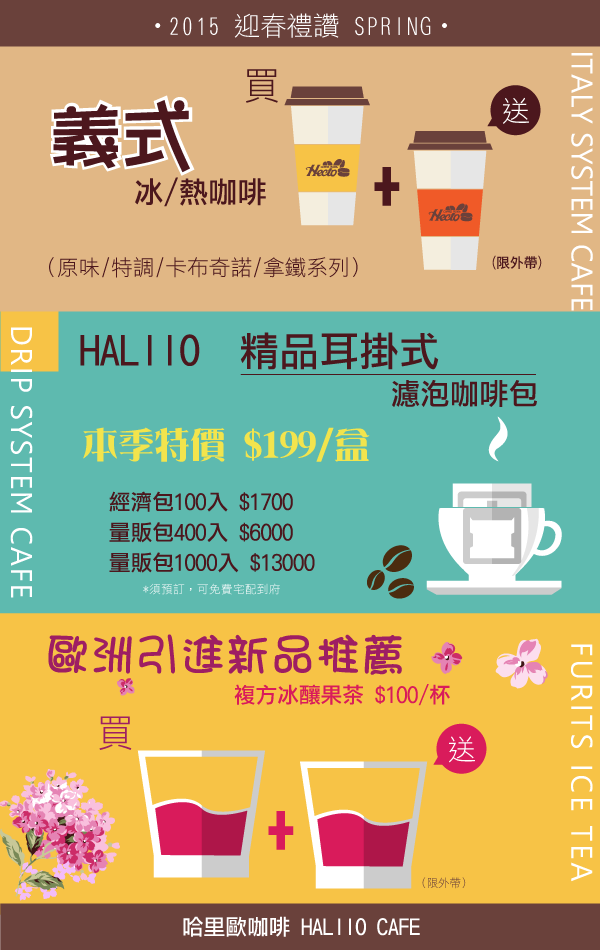 •2015 迎春禮讚 SPRING•
買
送
義式
冰/熱咖啡
Hecto
Hecto
(原味/特調/卡布奇諾/拿鐵系列)
(限外帶)
ITALY SYSTEM CAFE
DRIP SYSTEM CAFE
HALIIO 精品耳掛式
濾泡咖啡包
本季特價 $199/盒
經濟包100入 $1700
量販包400入 $6000
量販包1000入 $13000
*須預訂，可免費宅配到府
歐洲引進新品推薦
複方冰釀果茶 $100/杯
買
送
(限外帶)
FURITS ICE TEA
哈里歐咖啡 HALIIO CAFE